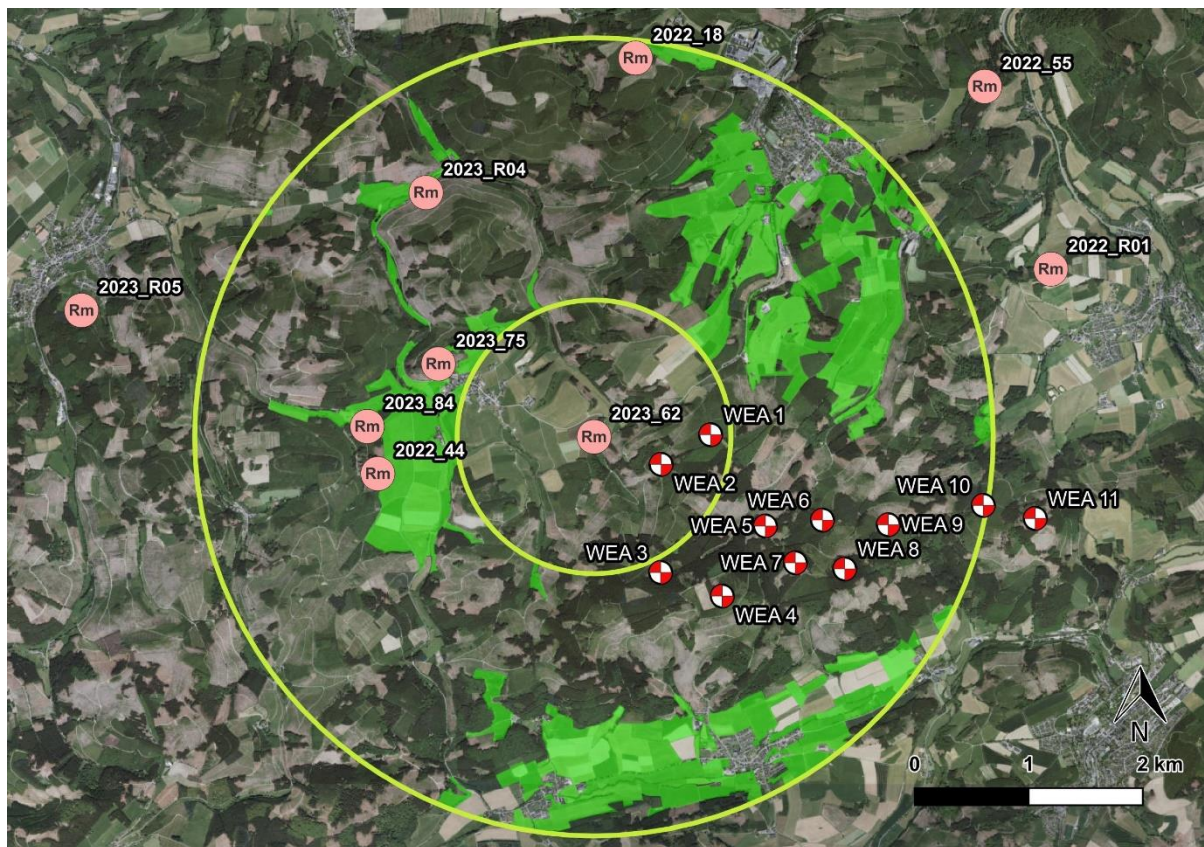 2022_18
Rm
2022_55
Rm
2023_R04
Rm
2022_R01
Rm
2023_R05
Rm
2023_75
Rm
2023_84
Rm
2023_62
Rm
WEA 1
2022_44
Rm
WEA 2
WEA 10
WEA 6
WEA 11
WEA 5
WEA 9
WEA 3
WEA 8
WEA 7
WEA 4
N
0 1 2 km